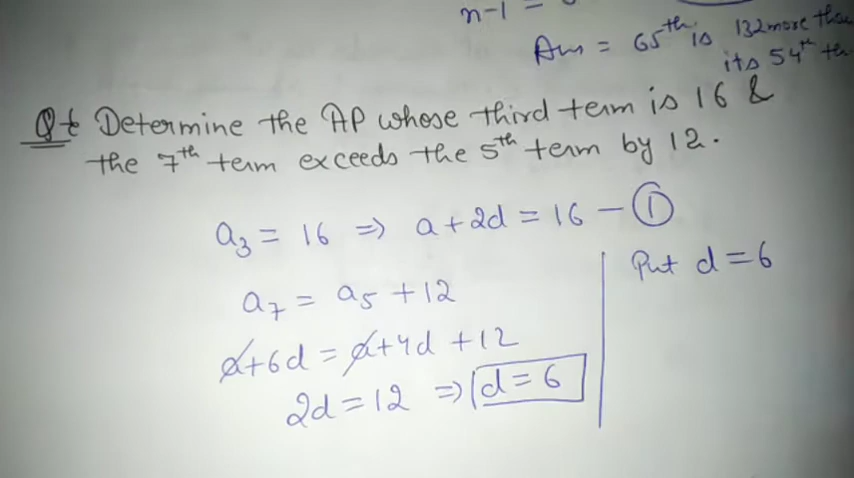 n-1 =
Ans = 65th is 132 more than
its 54th
Q: Determine the AP whose third term is 16 &
the 7th term exceeds the 5th term by 12.
a₃ = 16 ⇒ a + 2d = 16 — ①
Put d = 6
a₇ = a₅ + 12
a + 6d = a + 4d + 12
2d = 12 ⇒ d = 6